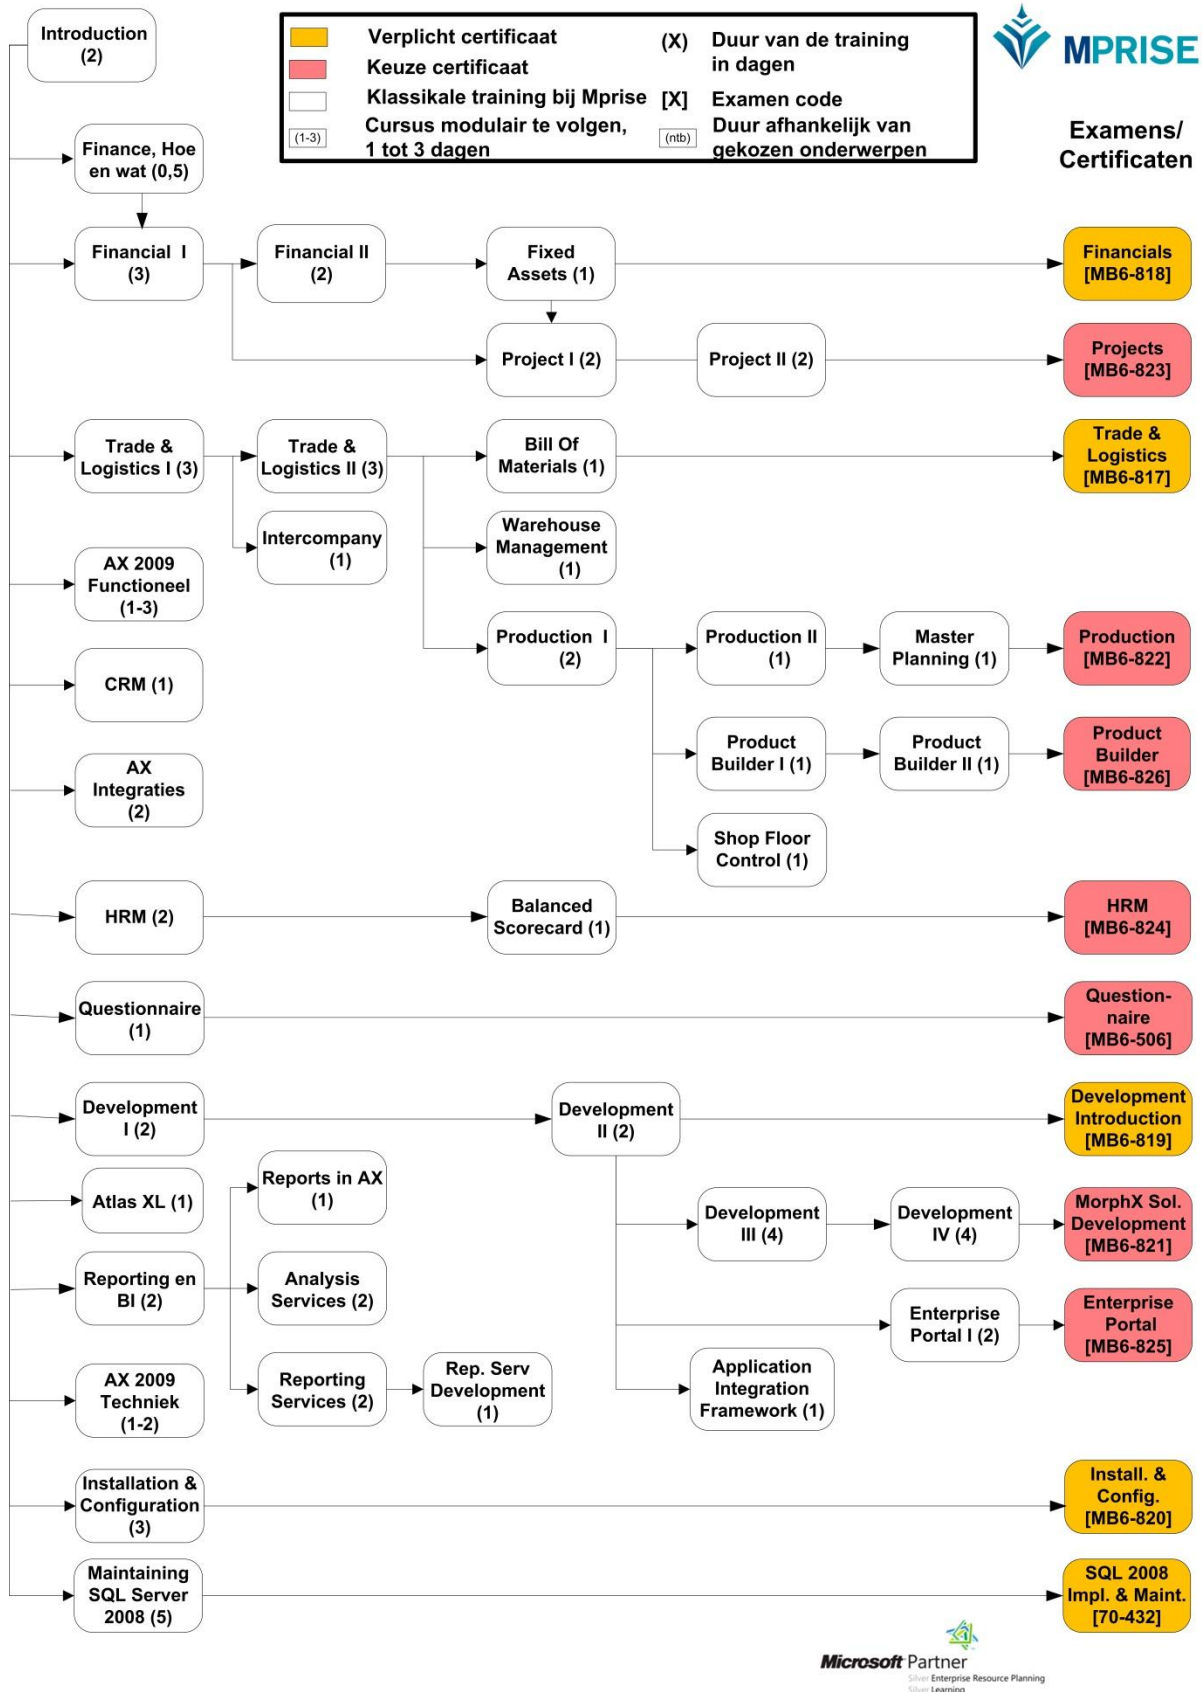 Introduction
(2)
Verplicht certificaat
Keuze certificaat
Klassikale training bij Mprise
(1-3)
Cursus modulair te volgen,
1 tot 3 dagen
(X)
Duur van de training
in dagen
[X]
Examen code
(ntb)
Duur afhankelijk van
gekozen onderwerpen
MPRISE
Examens/
Certificaten
Finance, Hoe
en wat (0,5)
Financial I
(3)
Financial II
(2)
Fixed
Assets (1)
Financials
[MB6-818]
Project I (2)
Project II (2)
Projects
[MB6-823]
Trade &
Logistics I (3)
Trade &
Logistics II (3)
Bill Of
Materials (1)
Trade &
Logistics
[MB6-817]
Intercompany
(1)
Warehouse
Management
(1)
AX 2009
Functioneel
(1-3)
Production I
(2)
Production II
(1)
Master
Planning (1)
Production
[MB6-822]
CRM (1)
Product
Builder I (1)
Product
Builder II (1)
Product
Builder
[MB6-826]
AX
Integraties
(2)
Shop Floor
Control (1)
HRM (2)
Balanced
Scorecard (1)
HRM
[MB6-824]
Questionnaire
(1)
Question-
naire
[MB6-506]
Development
I (2)
Development
II (2)
Development
Introduction
[MB6-819]
Atlas XL (1)
Reports in AX
(1)
Development
III (4)
Development
IV (4)
MorphX Sol.
Development
[MB6-821]
Reporting en
BI (2)
Analysis
Services (2)
Enterprise
Portal I (2)
Enterprise
Portal
[MB6-825]
AX 2009
Techniek
(1-2)
Reporting
Services (2)
Rep. Serv
Development
(1)
Application
Integration
Framework (1)
Installation &
Configuration
(3)
Install. &
Config.
[MB6-820]
Maintaining
SQL Server
2008 (5)
SQL 2008
Impl. & Maint.
[70-432]
Microsoft Partner
Silver Enterprise Resource Planning
Silver Learning